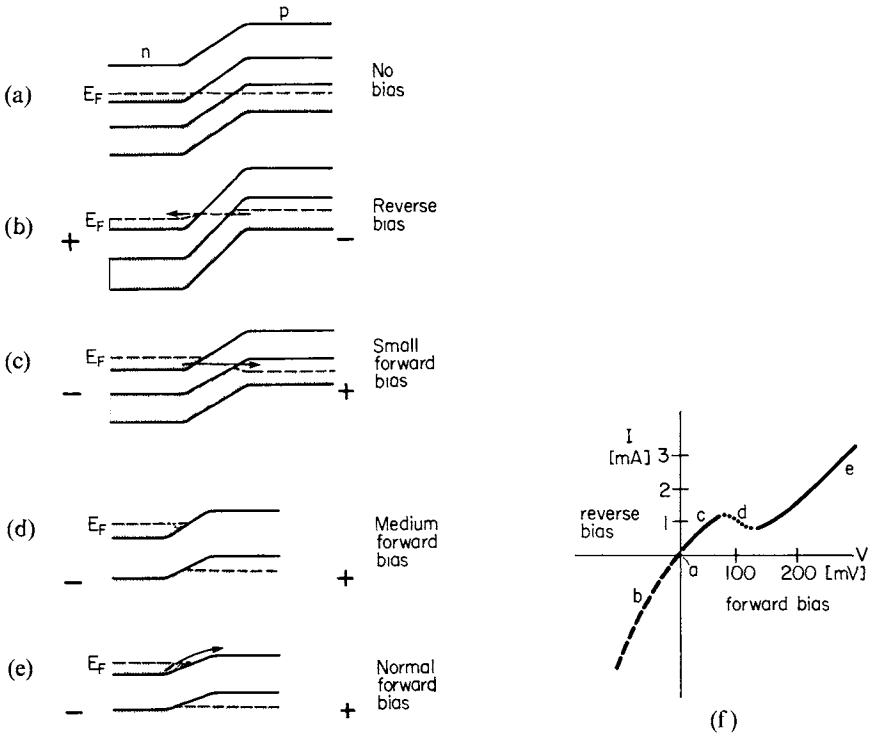 p
n
(a)
E_F
No
bias
(b)
E_F
+
–
Reverse
bias
(c)
E_F
–
+
Small
forward
bias
(d)
E_F
–
+
Medium
forward
bias
(e)
E_F
–
+
Normal
forward
bias
I
[mA]
3
2
1
reverse
bias
a
b
c
d
e
V
100 200 [mV]
forward bias
(f)